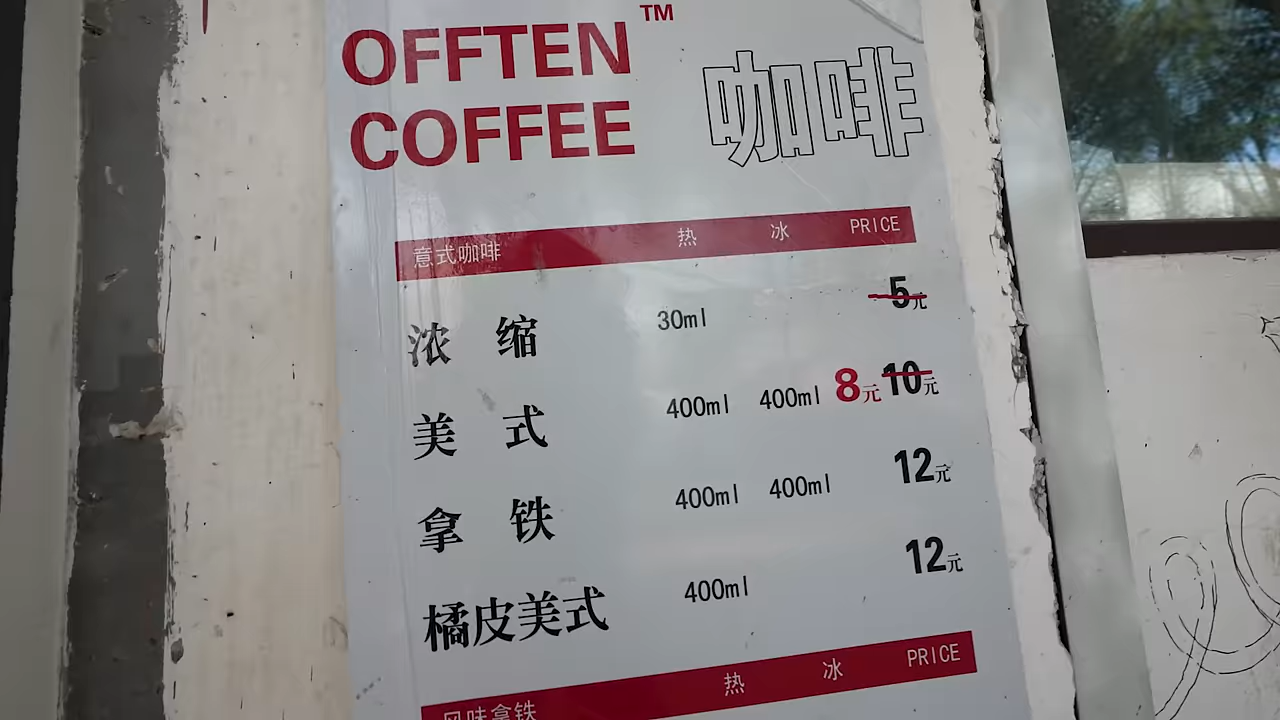 OFFTEN™
COFFEE
咖啡
意式咖啡 热 冰 PRICE
浓缩 30ml 5元
美式 400ml 400ml 8元 10元
拿铁 400ml 400ml 12元
橘皮美式 400ml 12元
风味拿铁 热 冰 PRICE